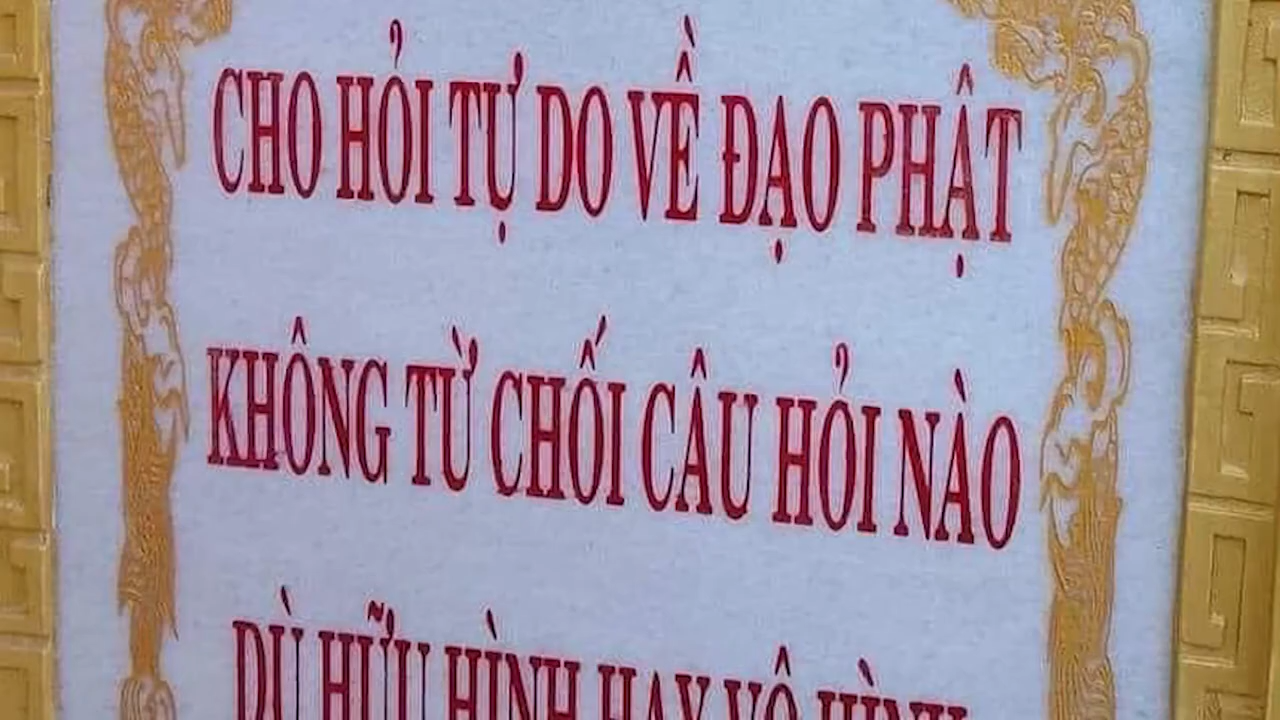 CHO HỎI TỰ DO VỀ ĐẠO PHẬT
KHÔNG TỪ CHỐI CÂU HỎI NÀO
DÙ HỮU HÌNH HAY VÔ HÌNH